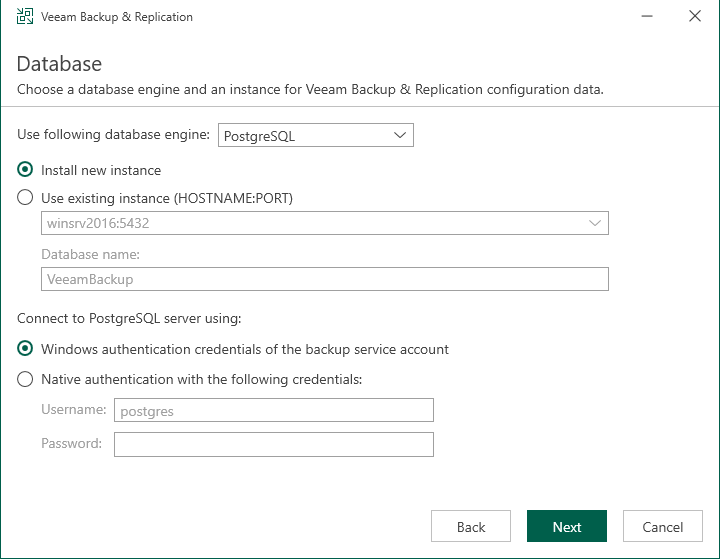 Veeam Backup & Replication
Database
Choose a database engine and an instance for Veeam Backup & Replication configuration data.
Use following database engine: PostgreSQL
Install new instance
Use existing instance (HOSTNAME:PORT)
winsrv2016:5432
Database name:
VeeamBackup
Connect to PostgreSQL server using:
Windows authentication credentials of the backup service account
Native authentication with the following credentials:
Username: postgres
Password:
Back Next Cancel